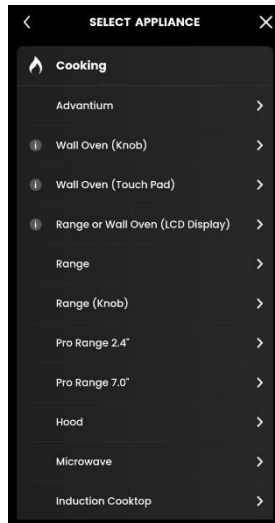 SELECT APPLIANCE
Cooking
Advantium
Wall Oven (Knob)
Wall Oven (Touch Pad)
Range or Wall Oven (LCD Display)
Range
Range (Knob)
Pro Range 2.4"
Pro Range 7.0"
Hood
Microwave
Induction Cooktop